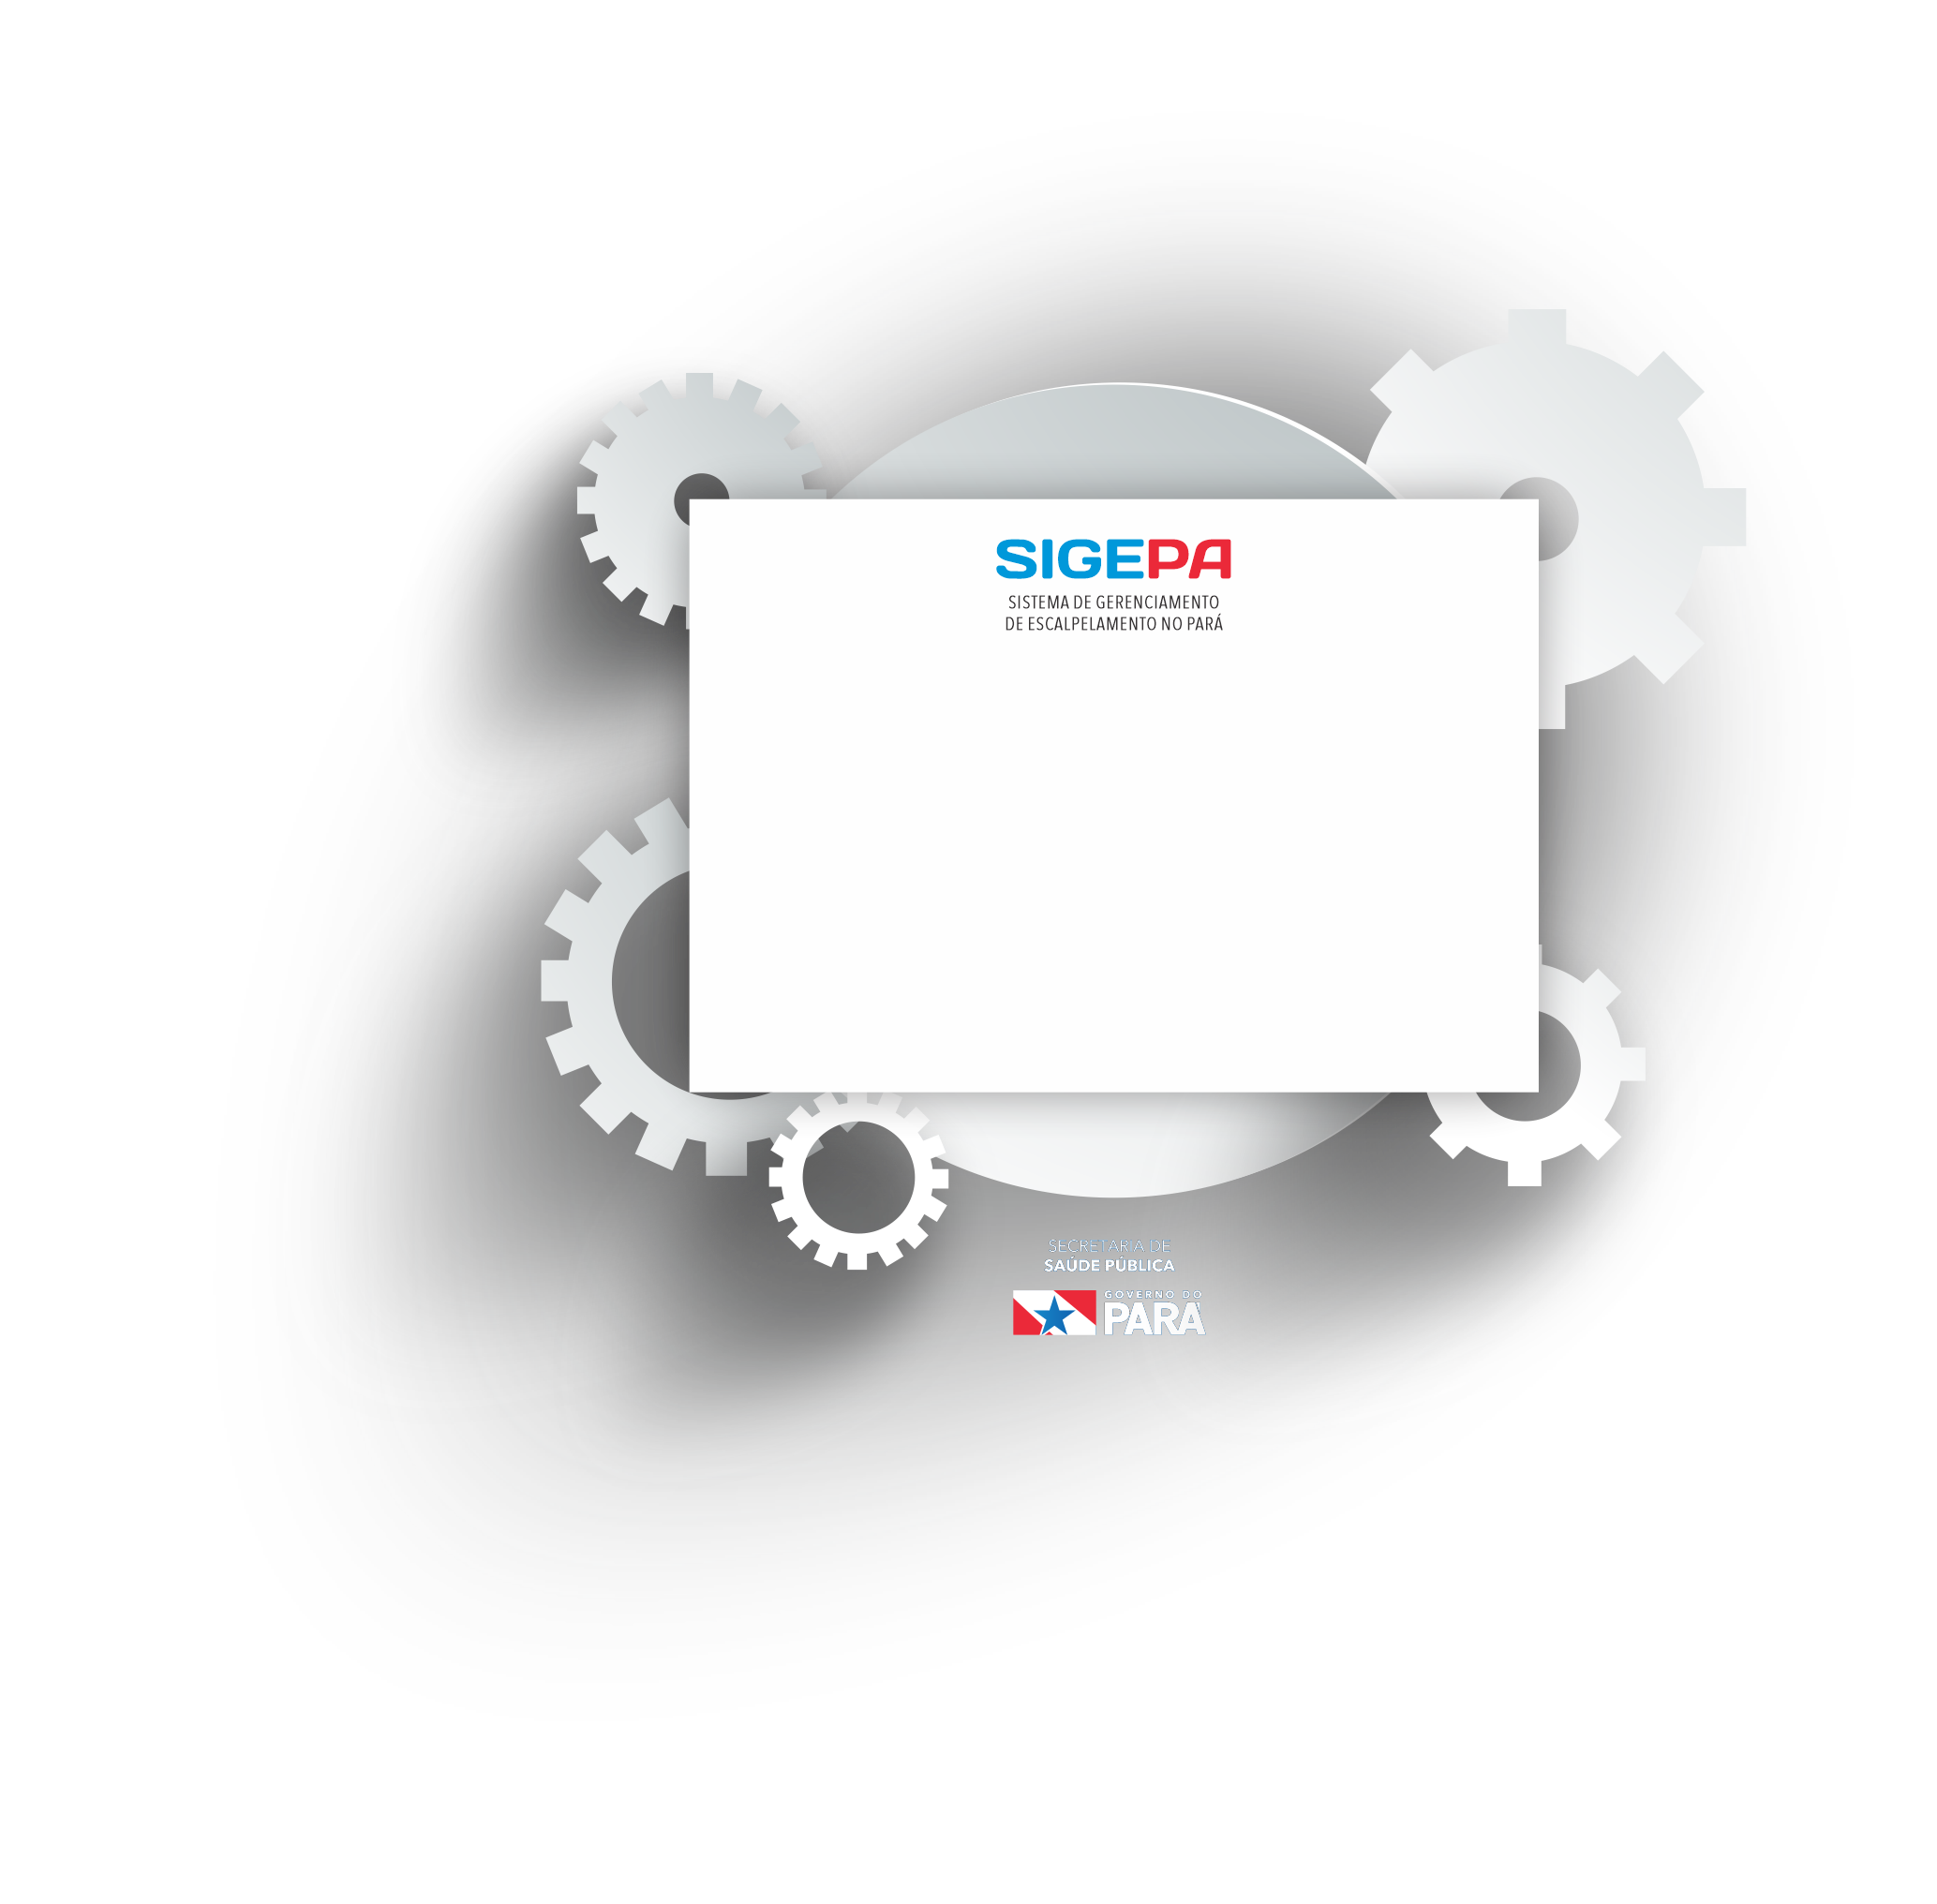 SIGEPA
SISTEMA DE GERENCIAMENTO
DE ESCALPELAMENTO NO PARÁ
SECRETARIA DE
SAÚDE PÚBLICA
GOVERNO DO
PARÁ